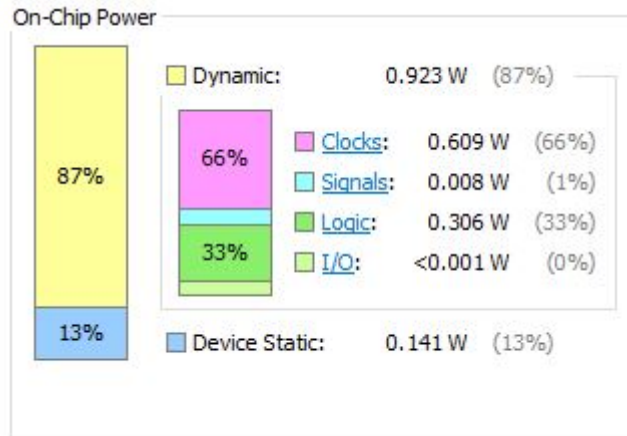 On-Chip Power
Dynamic: 0.923 W (87%)
87%
66%
Clocks: 0.609 W (66%)
Signals: 0.008 W (1%)
33%
Logic: 0.306 W (33%)
I/O: <0.001 W (0%)
13%
Device Static: 0.141 W (13%)